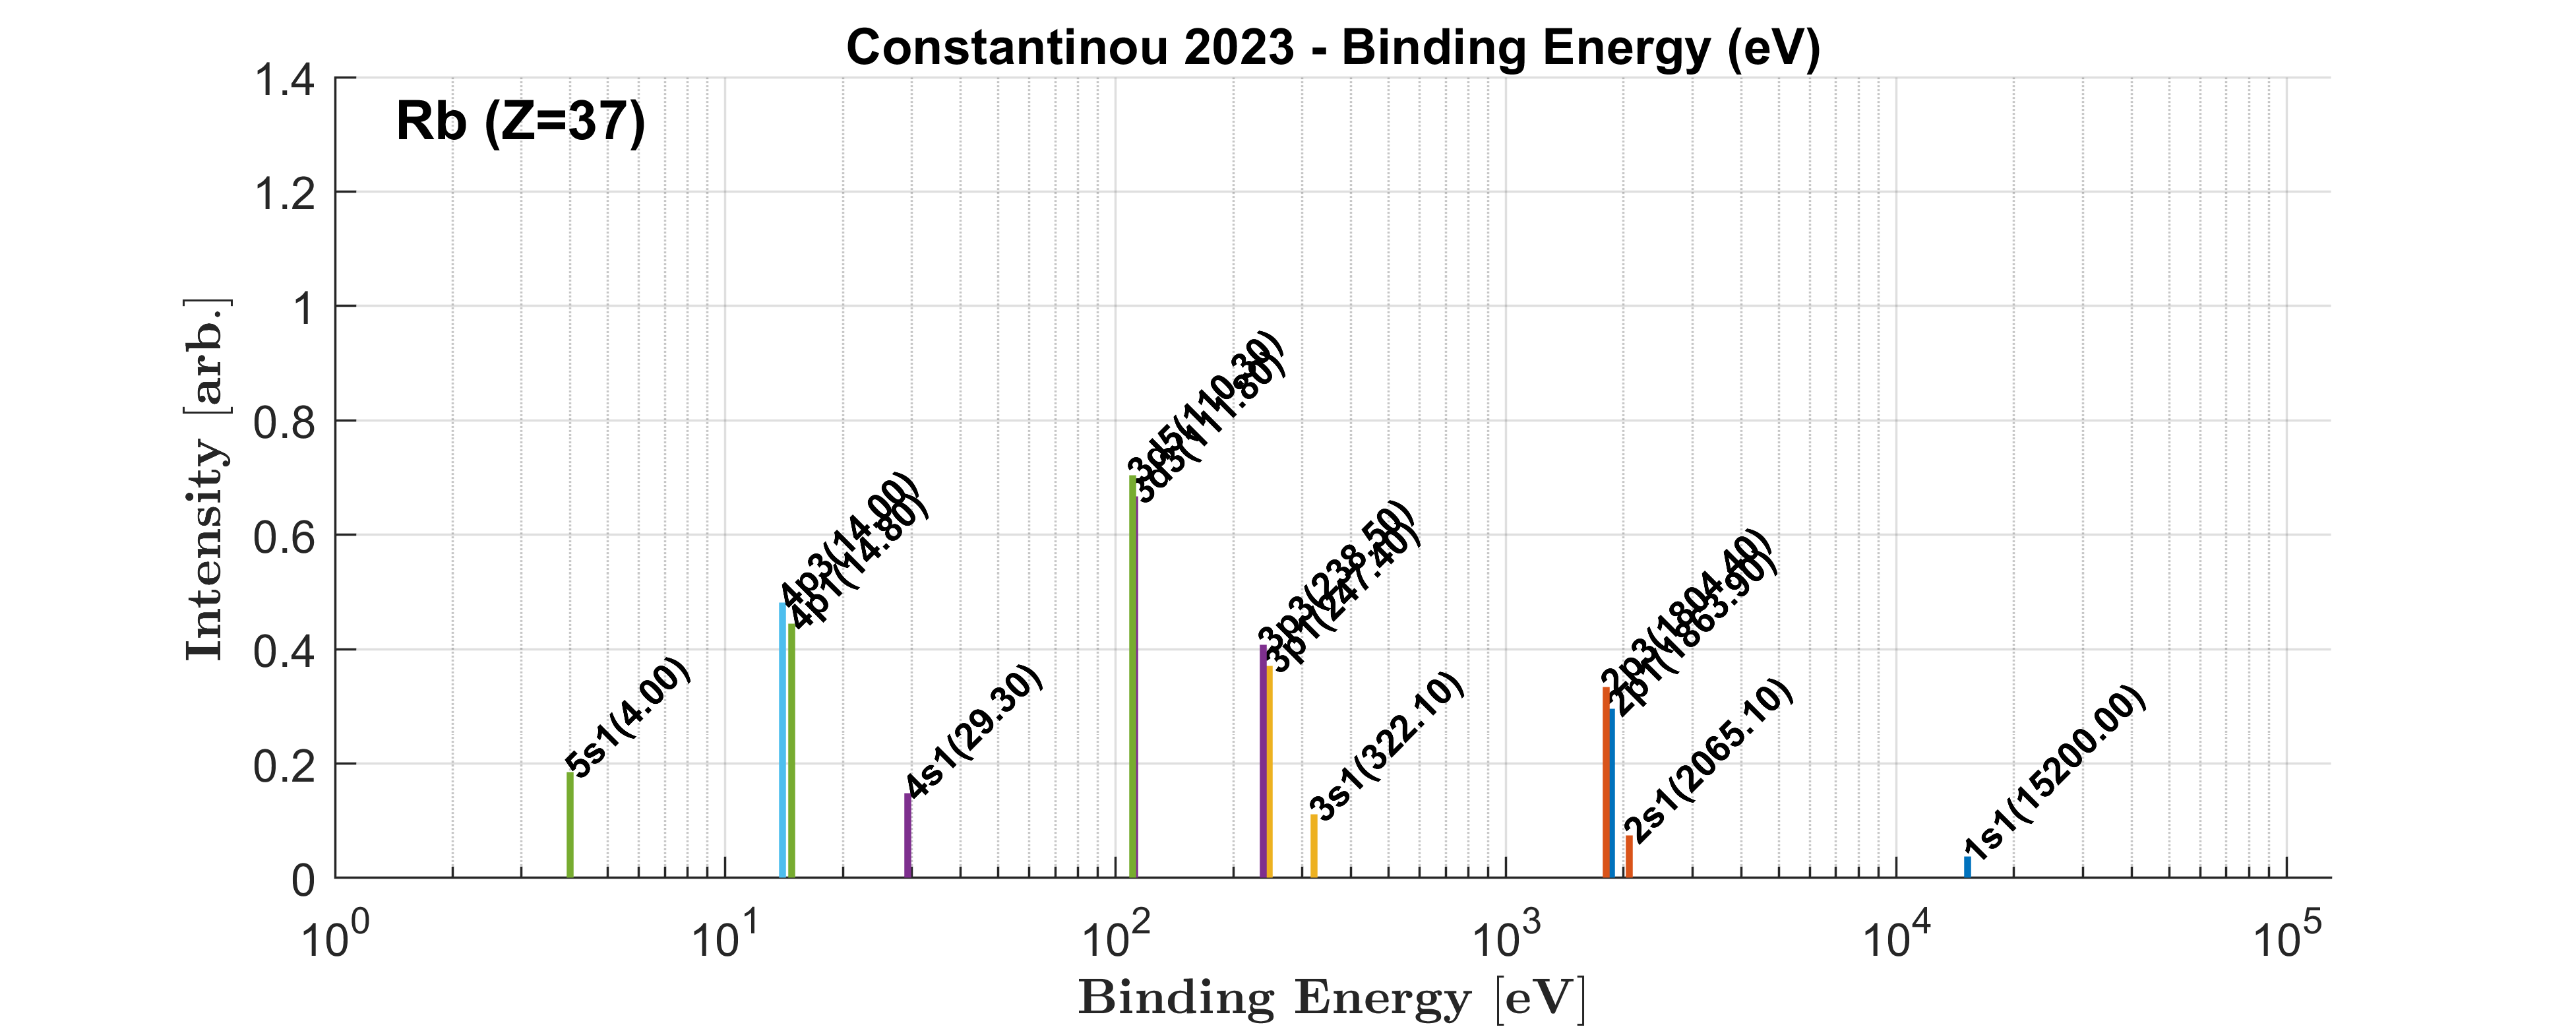 Constantinou 2023 - Binding Energy (eV)
Rb (Z=37)
1.4
1.2
1
0.8
0.6
0.4
0.2
0
Intensity [arb.]
5s1(4.00)
4p3(14.00)
4p1(14.80)
4s1(29.30)
3d5(110.30)
3d3(111.80)
3p3(238.50)
3p1(247.40)
3s1(322.10)
2p3(1804.40)
2p1(1863.90)
2s1(2065.10)
1s1(15200.00)
10^0 10^1 10^2 10^3 10^4 10^5
Binding Energy [eV]